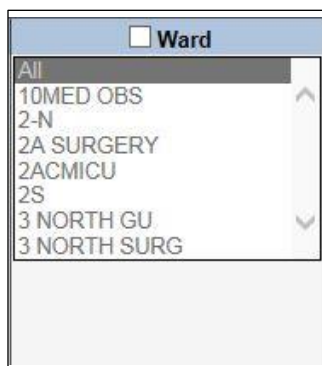 Ward
All
10MED OBS
2-N
2A SURGERY
2ACMICU
2S
3 NORTH GU
3 NORTH SURG